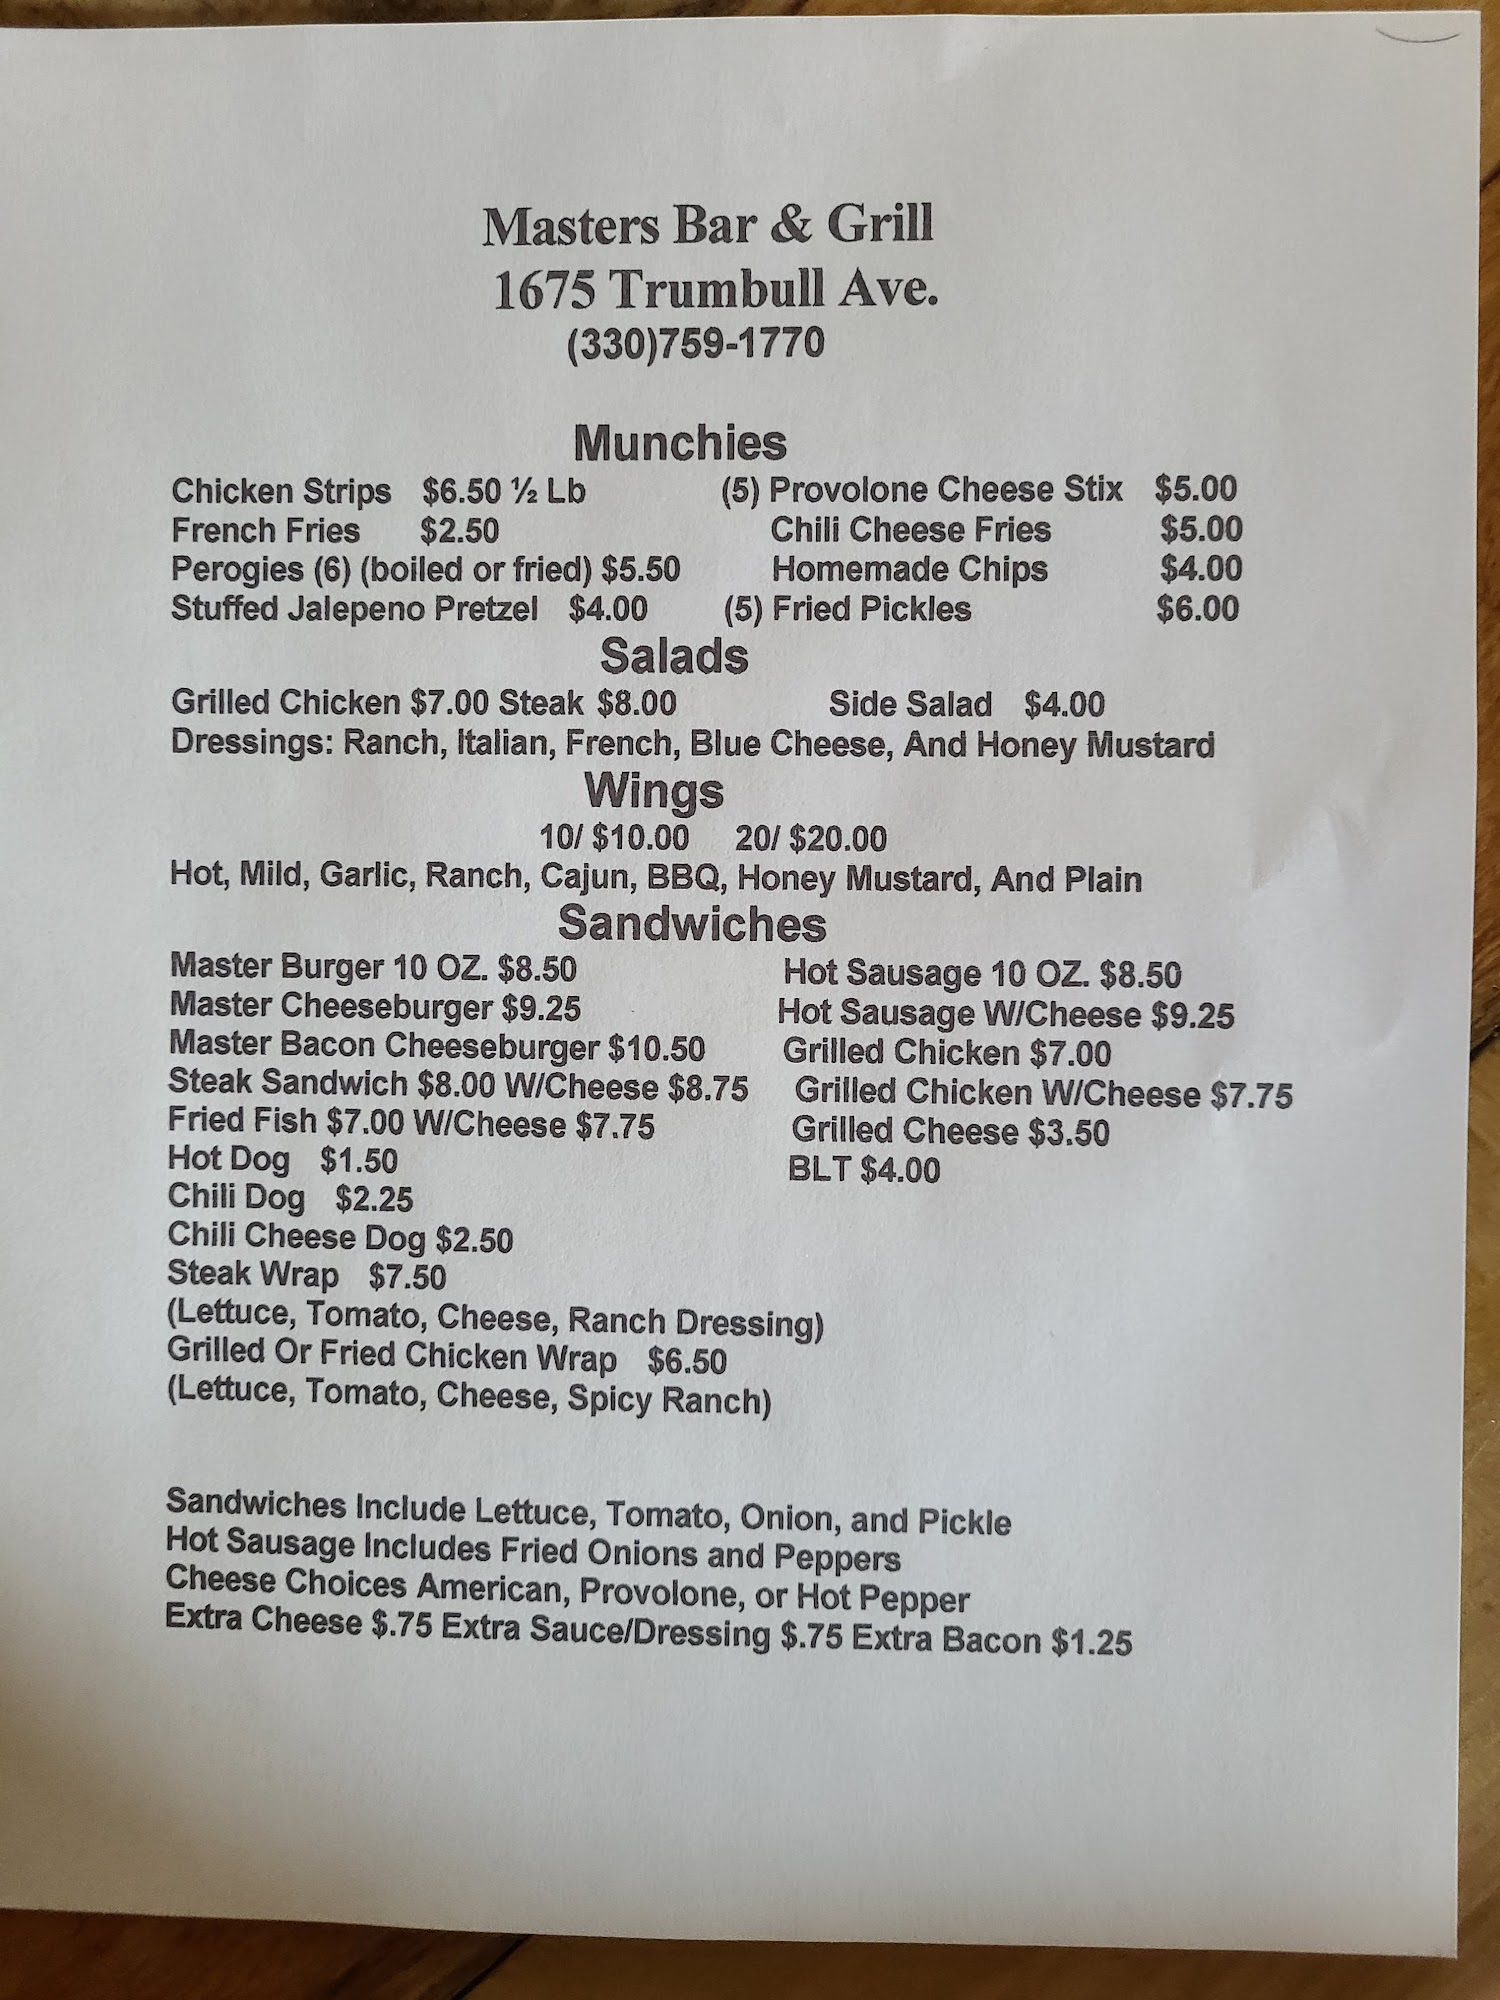 Masters Bar & Grill
1675 Trumbull Ave.
(330)759-1770
Munchies
Chicken Strips $6.50 ½ Lb (5) Provolone Cheese Stix $5.00
French Fries $2.50 Chili Cheese Fries $5.00
Perogies (6) (boiled or fried) $5.50 Homemade Chips $4.00
Stuffed Jalepeno Pretzel $4.00 (5) Fried Pickles $6.00
Salads
Grilled Chicken $7.00 Steak $8.00 Side Salad $4.00
Dressings: Ranch, Italian, French, Blue Cheese, And Honey Mustard
Wings
10/ $10.00 20/ $20.00
Hot, Mild, Garlic, Ranch, Cajun, BBQ, Honey Mustard, And Plain
Sandwiches
Master Burger 10 OZ. $8.50 Hot Sausage 10 OZ. $8.50
Master Cheeseburger $9.25 Hot Sausage W/Cheese $9.25
Master Bacon Cheeseburger $10.50 Grilled Chicken $7.00
Steak Sandwich $8.00 W/Cheese $8.75 Grilled Chicken W/Cheese $7.75
Fried Fish $7.00 W/Cheese $7.75 Grilled Cheese $3.50
Hot Dog $1.50 BLT $4.00
Chili Dog $2.25
Chili Cheese Dog $2.50
Steak Wrap $7.50
(Lettuce, Tomato, Cheese, Ranch Dressing)
Grilled Or Fried Chicken Wrap $6.50
(Lettuce, Tomato, Cheese, Spicy Ranch)
Sandwiches Include Lettuce, Tomato, Onion, and Pickle
Hot Sausage Includes Fried Onions and Peppers
Cheese Choices American, Provolone, or Hot Pepper
Extra Cheese $.75 Extra Sauce/Dressing $.75 Extra Bacon $1.25